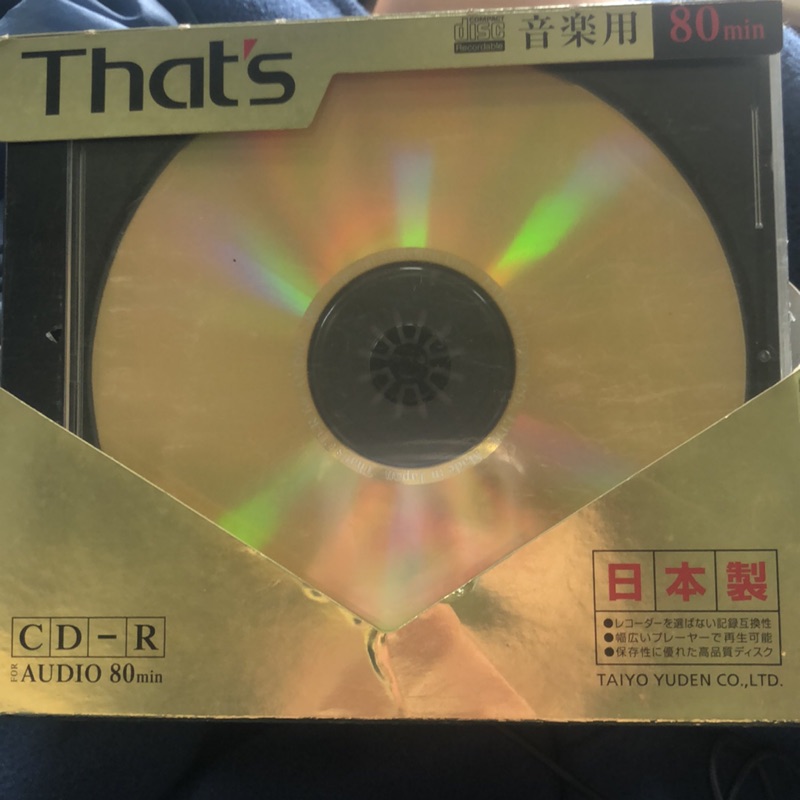 That's
COMPACT
disc
Recordable
音楽用
80min
日本製
●レコーダーを選ばない記録互換性
●幅広いプレーヤーで再生可能
●保存性に優れた高品質ディスク
TAIYO YUDEN CO.,LTD.
CD-R
FOR AUDIO 80min